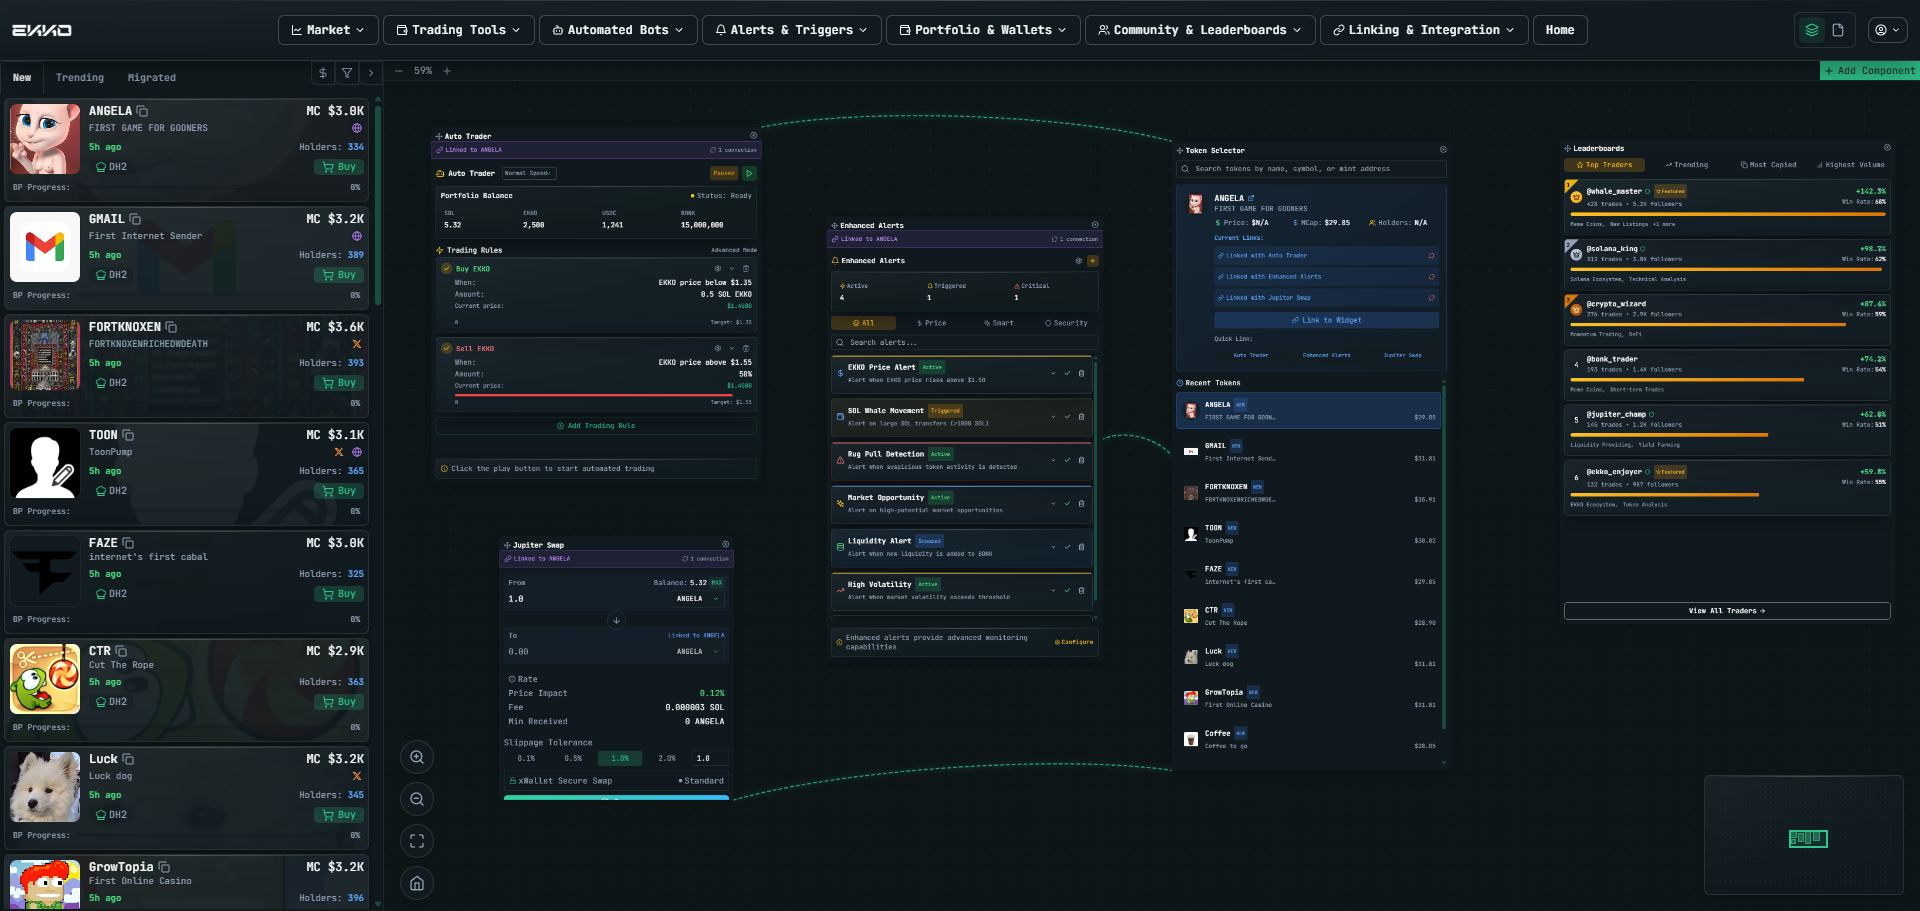 EKKO
Market
Trading Tools
Automated Bots
Alerts & Triggers
Portfolio & Wallets
Community & Leaderboards
Linking & Integration
Home
New
Trending
Migrated
59%
Add Component
ANGELA
MC $3.0K
FIRST GAME FOR GOONERS
5h ago
Holders: 334
DH2
Buy
BP Progress:
0%
GMAIL
MC $3.2K
First Internet Sender
5h ago
Holders: 389
DH2
Buy
BP Progress:
0%
FORTKNOXEN
MC $3.6K
FORTKNOXENRICHEDWDEATH
5h ago
Holders: 393
DH2
Buy
BP Progress:
0%
TOON
MC $3.1K
ToonPump
5h ago
Holders: 365
DH2
Buy
BP Progress:
0%
FAZE
MC $3.0K
internet's first cabal
5h ago
Holders: 325
DH2
Buy
BP Progress:
0%
CTR
MC $2.9K
Cut The Rope
5h ago
Holders: 363
DH2
Buy
BP Progress:
0%
Luck
MC $3.2K
Luck dog
5h ago
Holders: 345
DH2
Buy
BP Progress:
0%
GrowTopia
MC $3.2K
First Online Casino
5h ago
Holders: 396
Auto Trader
Linked to ANGELA
1 connection
Auto Trader
Normal Speed
Paused
Portfolio Balance
Status: Ready
SOL
EKKO
USDC
BONK
5.32
2,500
1,241
15,000,000
Trading Rules
Advanced Mode
Buy EKKO
When:
EKKO price below $1.35
Amount:
0.5 SOL EKKO
Current price:
$1.4500
0
Target: $1.35
Sell EKKO
When:
EKKO price above $1.55
Amount:
50%
Current price:
$1.4500
0
Target: $1.55
Add Trading Rule
Click the play button to start automated trading
Jupiter Swap
Linked to ANGELA
1 connection
From
Balance: 5.32 MAX
1.0
ANGELA
To
Linked to ANGELA
0.00
ANGELA
Rate
Price Impact
0.12%
Fee
0.000003 SOL
Min Received
0 ANGELA
Slippage Tolerance
0.1%
0.5%
1.0%
2.0%
1.0
xWallet Secure Swap
Standard
Enhanced Alerts
Linked to ANGELA
1 connection
Enhanced Alerts
Active
Triggered
Critical
4
1
1
All
Price
Smart
Security
Search alerts...
EKKO Price Alert
Active
Alert when EKKO price rises above $1.50
SOL Whale Movement
Triggered
Alert on large SOL transfers (>1000 SOL)
Rug Pull Detection
Active
Alert when suspicious token activity is detected
Market Opportunity
Active
Alert on high-potential market opportunities
Liquidity Alert
Snoozed
Alert when new liquidity is added to BONK
High Volatility
Active
Alert when market volatility exceeds threshold
Enhanced alerts provide advanced monitoring
capabilities
Configure
Token Selector
Search tokens by name, symbol, or mint address
ANGELA
FIRST GAME FOR GOONERS
Price: $N/A
MCap: $29.85
Holders: N/A
Current Links:
Linked with Auto Trader
Linked with Enhanced Alerts
Linked with Jupiter Swap
Link to Widget
Quick Link:
Auto Trader
Enhanced Alerts
Jupiter Swap
Recent Tokens
ANGELA
NEW
FIRST GAME FOR GOON…
$29.85
GMAIL
NEW
First Internet Send…
$31.81
FORTKNOXEN
NEW
FORTKNOXENRICHEDWDE…
$35.91
TOON
NEW
ToonPump
$30.82
FAZE
NEW
internet's first ca…
$29.85
CTR
NEW
Cut The Rope
$28.90
Luck
NEW
Luck dog
$31.81
GrowTopia
NEW
First Online Casino
$31.81
Coffee
NEW
Coffee to go
$28.05
Leaderboards
Top Traders
Trending
Most Copied
Highest Volume
1
@whale_master
Featured
+142.3%
428 trades • 5.2K followers
Win Rate: 68%
Meme Coins, New Listings +1 more
2
@solana_king
+98.7%
312 trades • 3.8K followers
Win Rate: 62%
Solana Ecosystem, Technical Analysis
3
@crypto_wizard
+87.4%
276 trades • 2.9K followers
Win Rate: 59%
Momentum Trading, DeFi
4
@bonk_trader
+74.2%
193 trades • 1.4K followers
Win Rate: 54%
Meme Coins, Short-term Trades
5
@jupiter_champ
+62.8%
145 trades • 1.2K followers
Win Rate: 51%
Liquidity Providing, Yield Farming
6
@ekko_enjoyer
Featured
+59.8%
132 trades • 987 followers
Win Rate: 55%
EKKO Ecosystem, Token Analysis
View All Traders